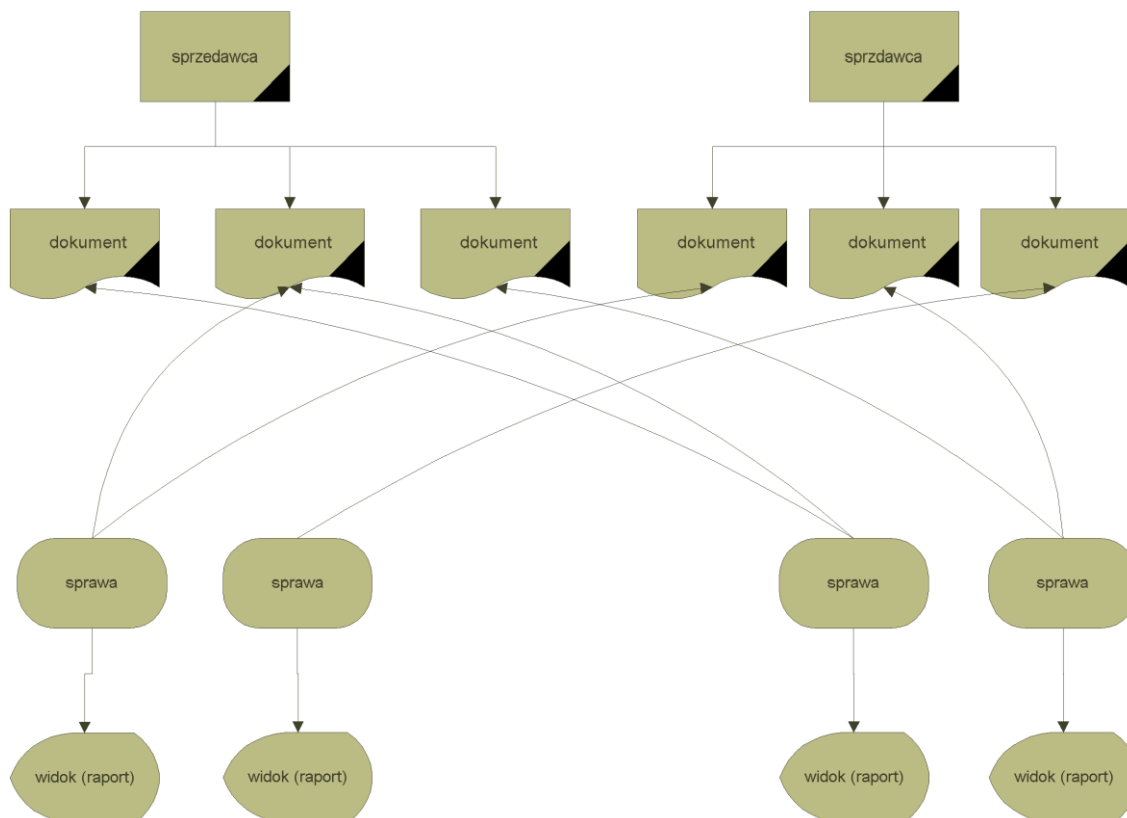 sprzedawca
sprzdawca
dokument
dokument
dokument
dokument
dokument
dokument
sprawa
sprawa
sprawa
sprawa
widok (raport)
widok (raport)
widok (raport)
widok (raport)